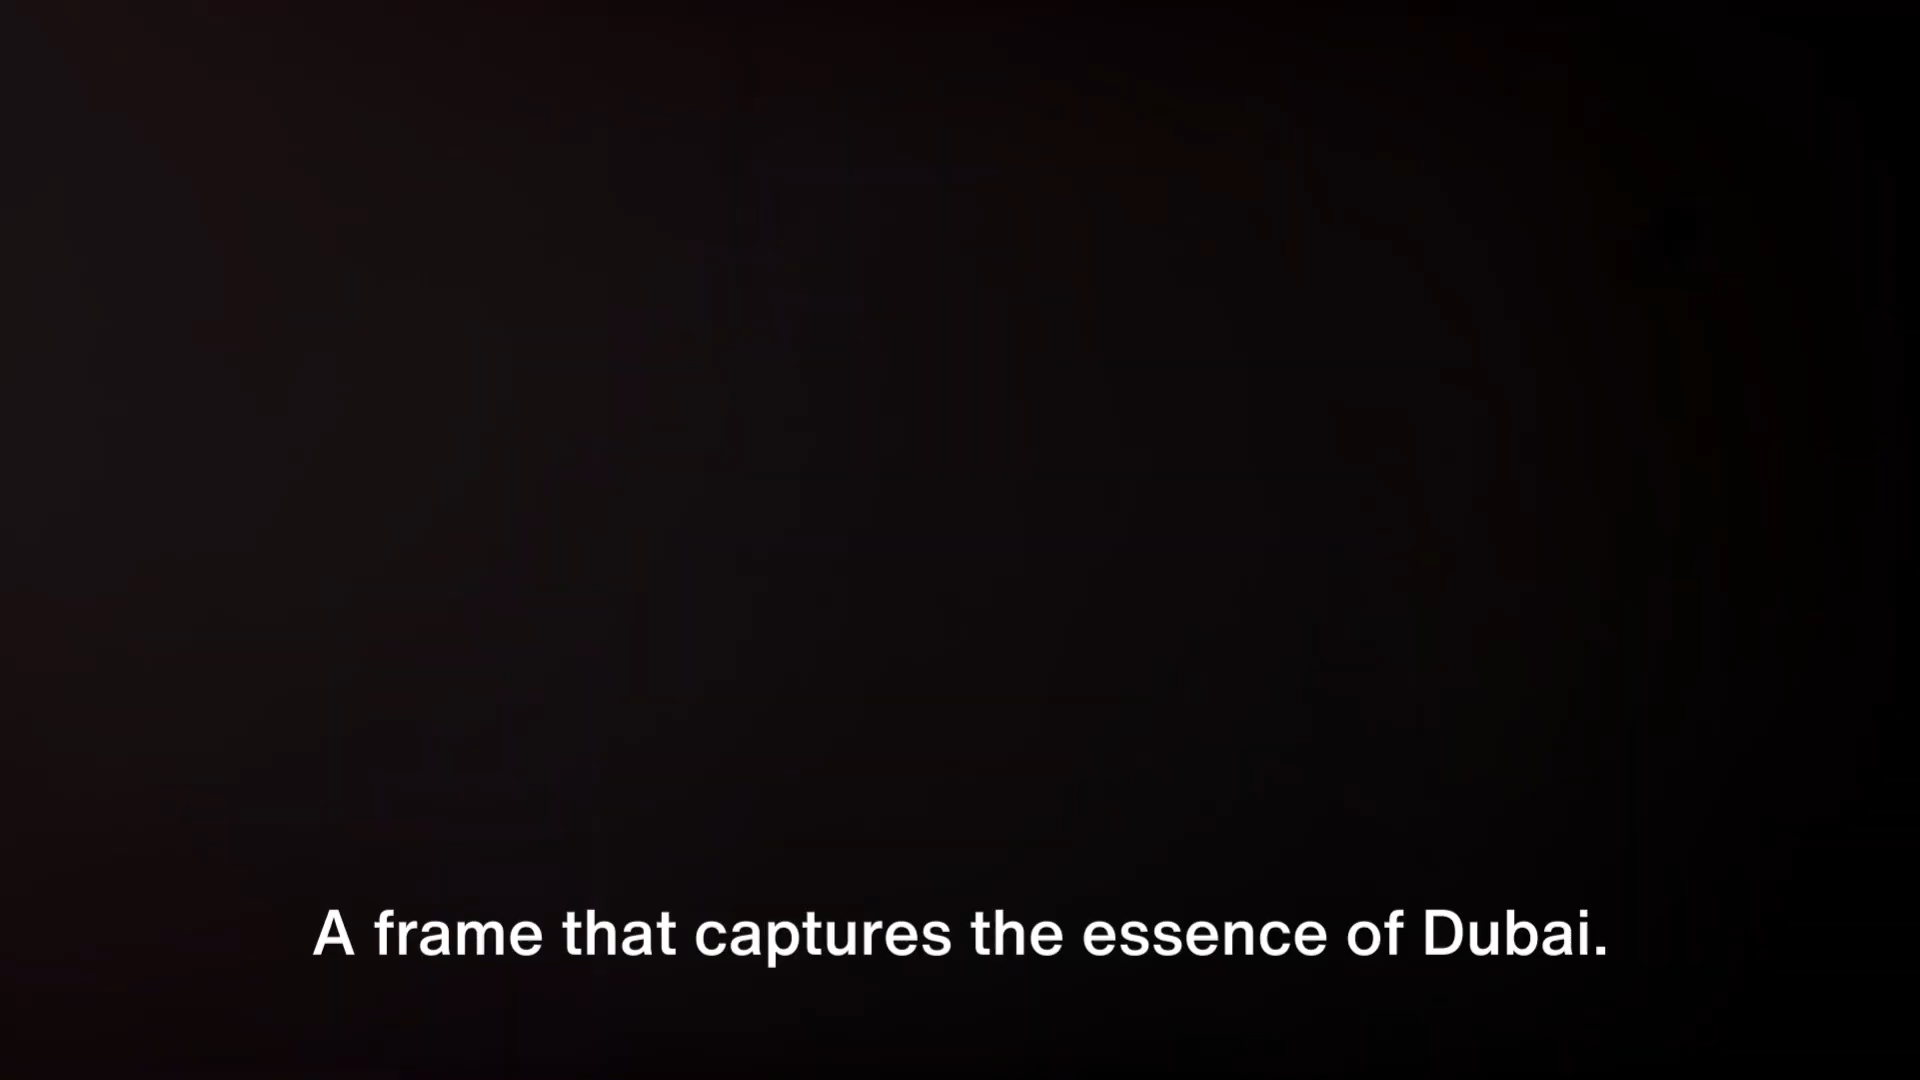 A frame that captures the essence of Dubai.